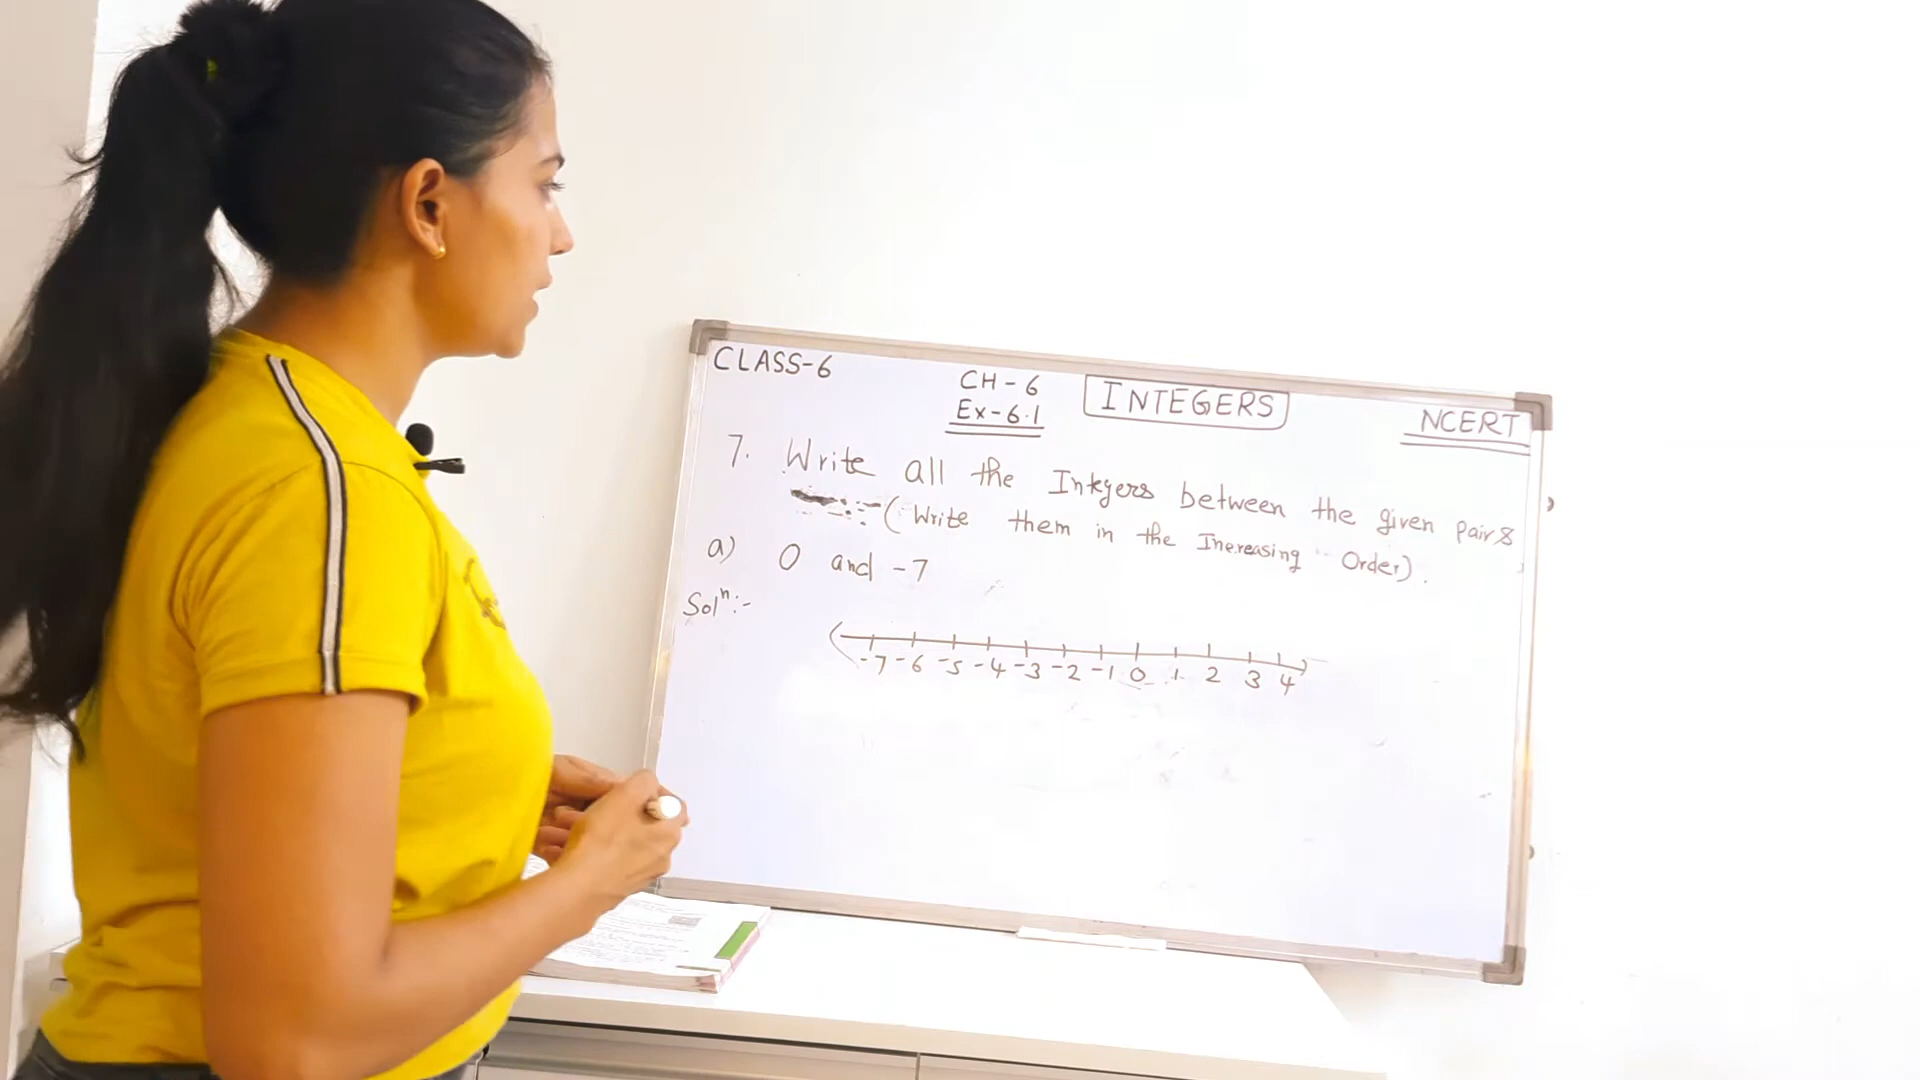 CLASS-6
CH - 6
Ex-6.1
INTEGERS
NCERT
7. Write all the Integers between the given pairs
(Write them in the Increasing Order).
a) 0 and -7
Solⁿ:-
-7 -6 -5 -4 -3 -2 -1 0 1 2 3 4